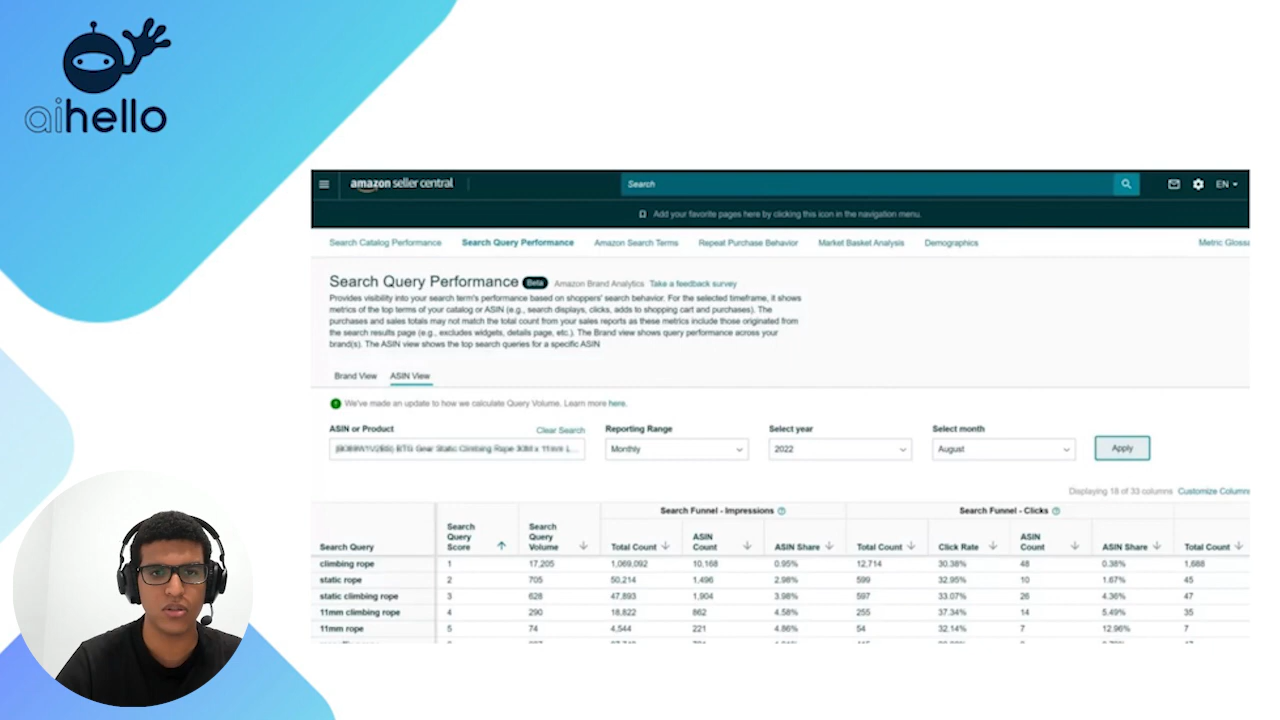 aihello
amazon seller central
Search
EN
Add your favorite pages here by clicking this icon in the navigation menu.
Search Catalog Performance Search Query Performance Amazon Search Terms Repeat Purchase Behavior Market Basket Analysis Demographics Metric Glossa
Search Query Performance Beta Amazon Brand Analytics Take a feedback survey
Provides visibility into your search term's performance based on shoppers' search behavior. For the selected timeframe, it shows
metrics of the top terms of your catalog or ASIN (e.g., search displays, clicks, adds to shopping cart and purchases). The
purchases and sales totals may not match the total count from your sales reports as these metrics include those originated from
the search results page (e.g., excludes widgets, details page, etc.). The Brand view shows query performance across your
brand(s). The ASIN view shows the top search queries for a specific ASIN
Brand View ASIN View
We've made an update to how we calculate Query Volume. Learn more here.
ASIN or Product Clear Search Reporting Range Select year Select month
Gear Static Climbing Rope Monthly 2022 August Apply
Displaying 18 of 33 columns Customize Columns
Search Funnel - Impressions Search Funnel - Clicks
Search Query Search Query Score Search Query Volume Total Count ASIN Count ASIN Share Total Count Click Rate ASIN Count ASIN Share Total Count
climbing rope 1 17,205 1,069,092 10,168 0.95% 12,714 30.38% 48 0.38% 1,688
static rope 2 705 50,214 1,496 2.98% 599 32.95% 10 1.67% 45
static climbing rope 3 628 47,893 1,904 3.98% 597 33.07% 26 4.36% 47
11mm climbing rope 4 290 18,822 862 4.58% 255 37.34% 14 5.49% 35
11mm rope 5 74 4,544 221 4.86% 54 32.14% 7 12.96% 7